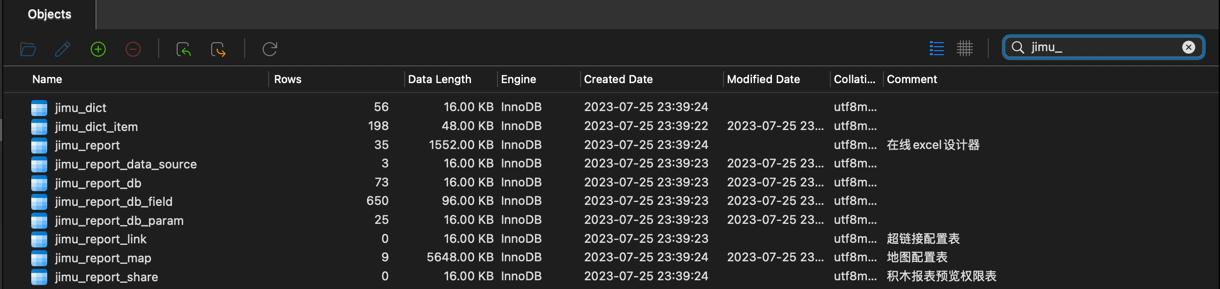 Objects
jimu_
Name Rows Data Length Engine Created Date Modified Date Collati... Comment
jimu_dict 56 16.00 KB InnoDB 2023-07-25 23:39:24 utf8m...
jimu_dict_item 198 48.00 KB InnoDB 2023-07-25 23:39:22 2023-07-25 23... utf8m...
jimu_report 35 1552.00 KB InnoDB 2023-07-25 23:39:24 utf8m... 在线excel设计器
jimu_report_data_source 3 16.00 KB InnoDB 2023-07-25 23:39:23 2023-07-25 23... utf8m...
jimu_report_db 73 16.00 KB InnoDB 2023-07-25 23:39:23 2023-07-25 23... utf8m...
jimu_report_db_field 650 96.00 KB InnoDB 2023-07-25 23:39:23 2023-07-25 23... utf8m...
jimu_report_db_param 25 16.00 KB InnoDB 2023-07-25 23:39:23 2023-07-25 23... utf8m...
jimu_report_link 0 16.00 KB InnoDB 2023-07-25 23:39:23 utf8m... 超链接配置表
jimu_report_map 9 5648.00 KB InnoDB 2023-07-25 23:39:24 2023-07-25 23... utf8m... 地图配置表
jimu_report_share 0 16.00 KB InnoDB 2023-07-25 23:39:24 utf8m... 积木报表预览权限表